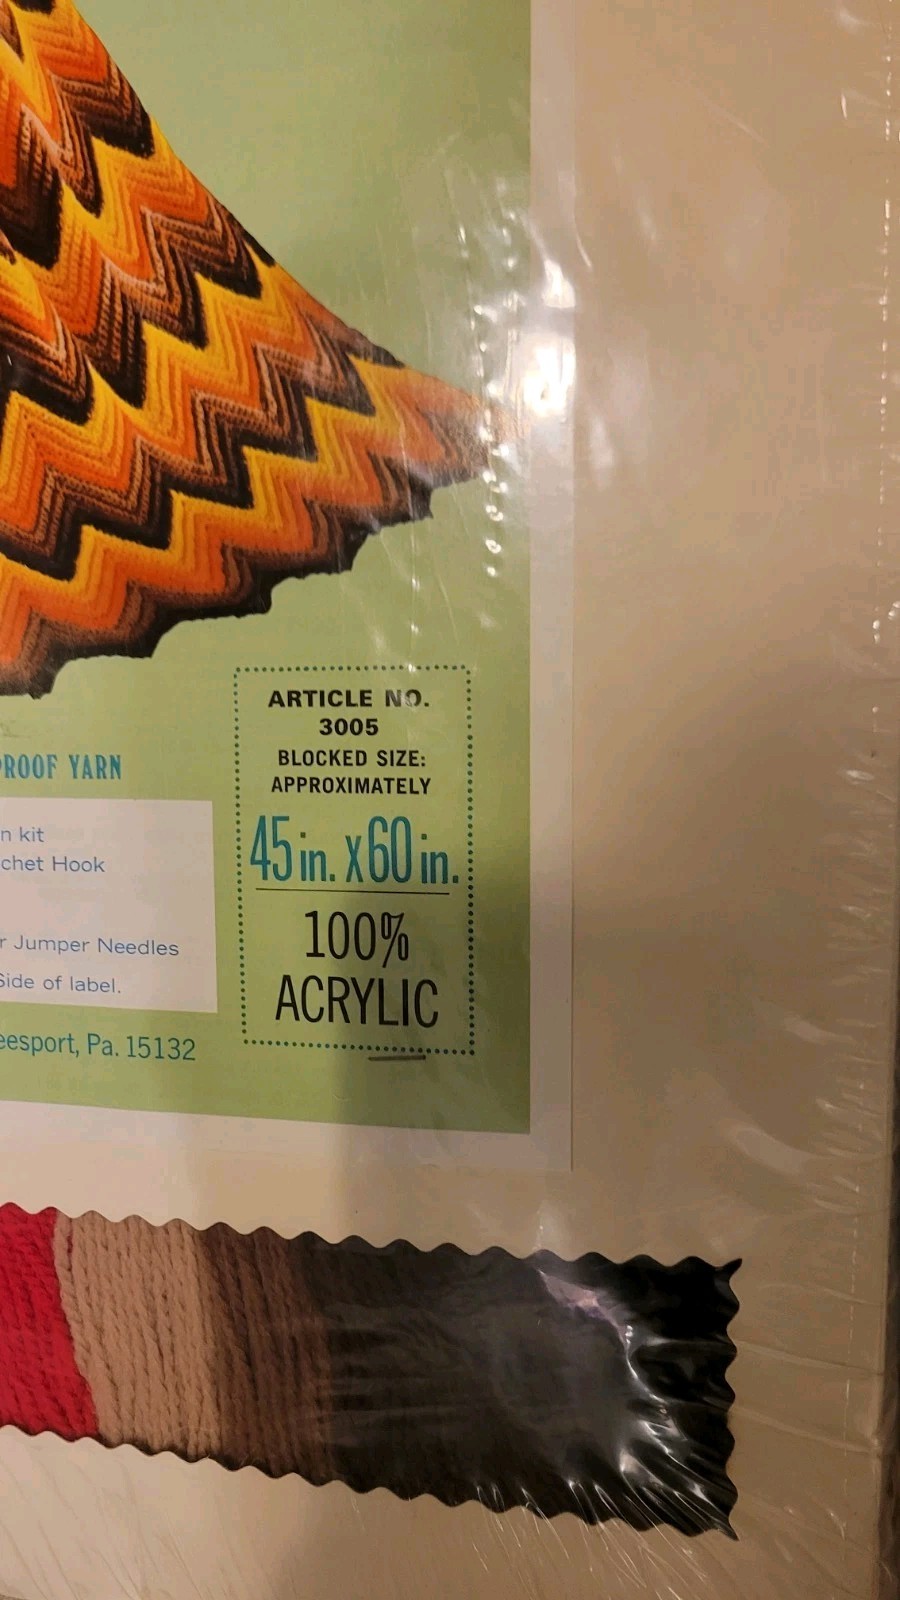 PROOF YARN
n kit
chet Hook
r Jumper Needles
Side of label.
eesport, Pa. 15132
ARTICLE NO.
3005
BLOCKED SIZE:
APPROXIMATELY
45 in. x 60 in.
100%
ACRYLIC